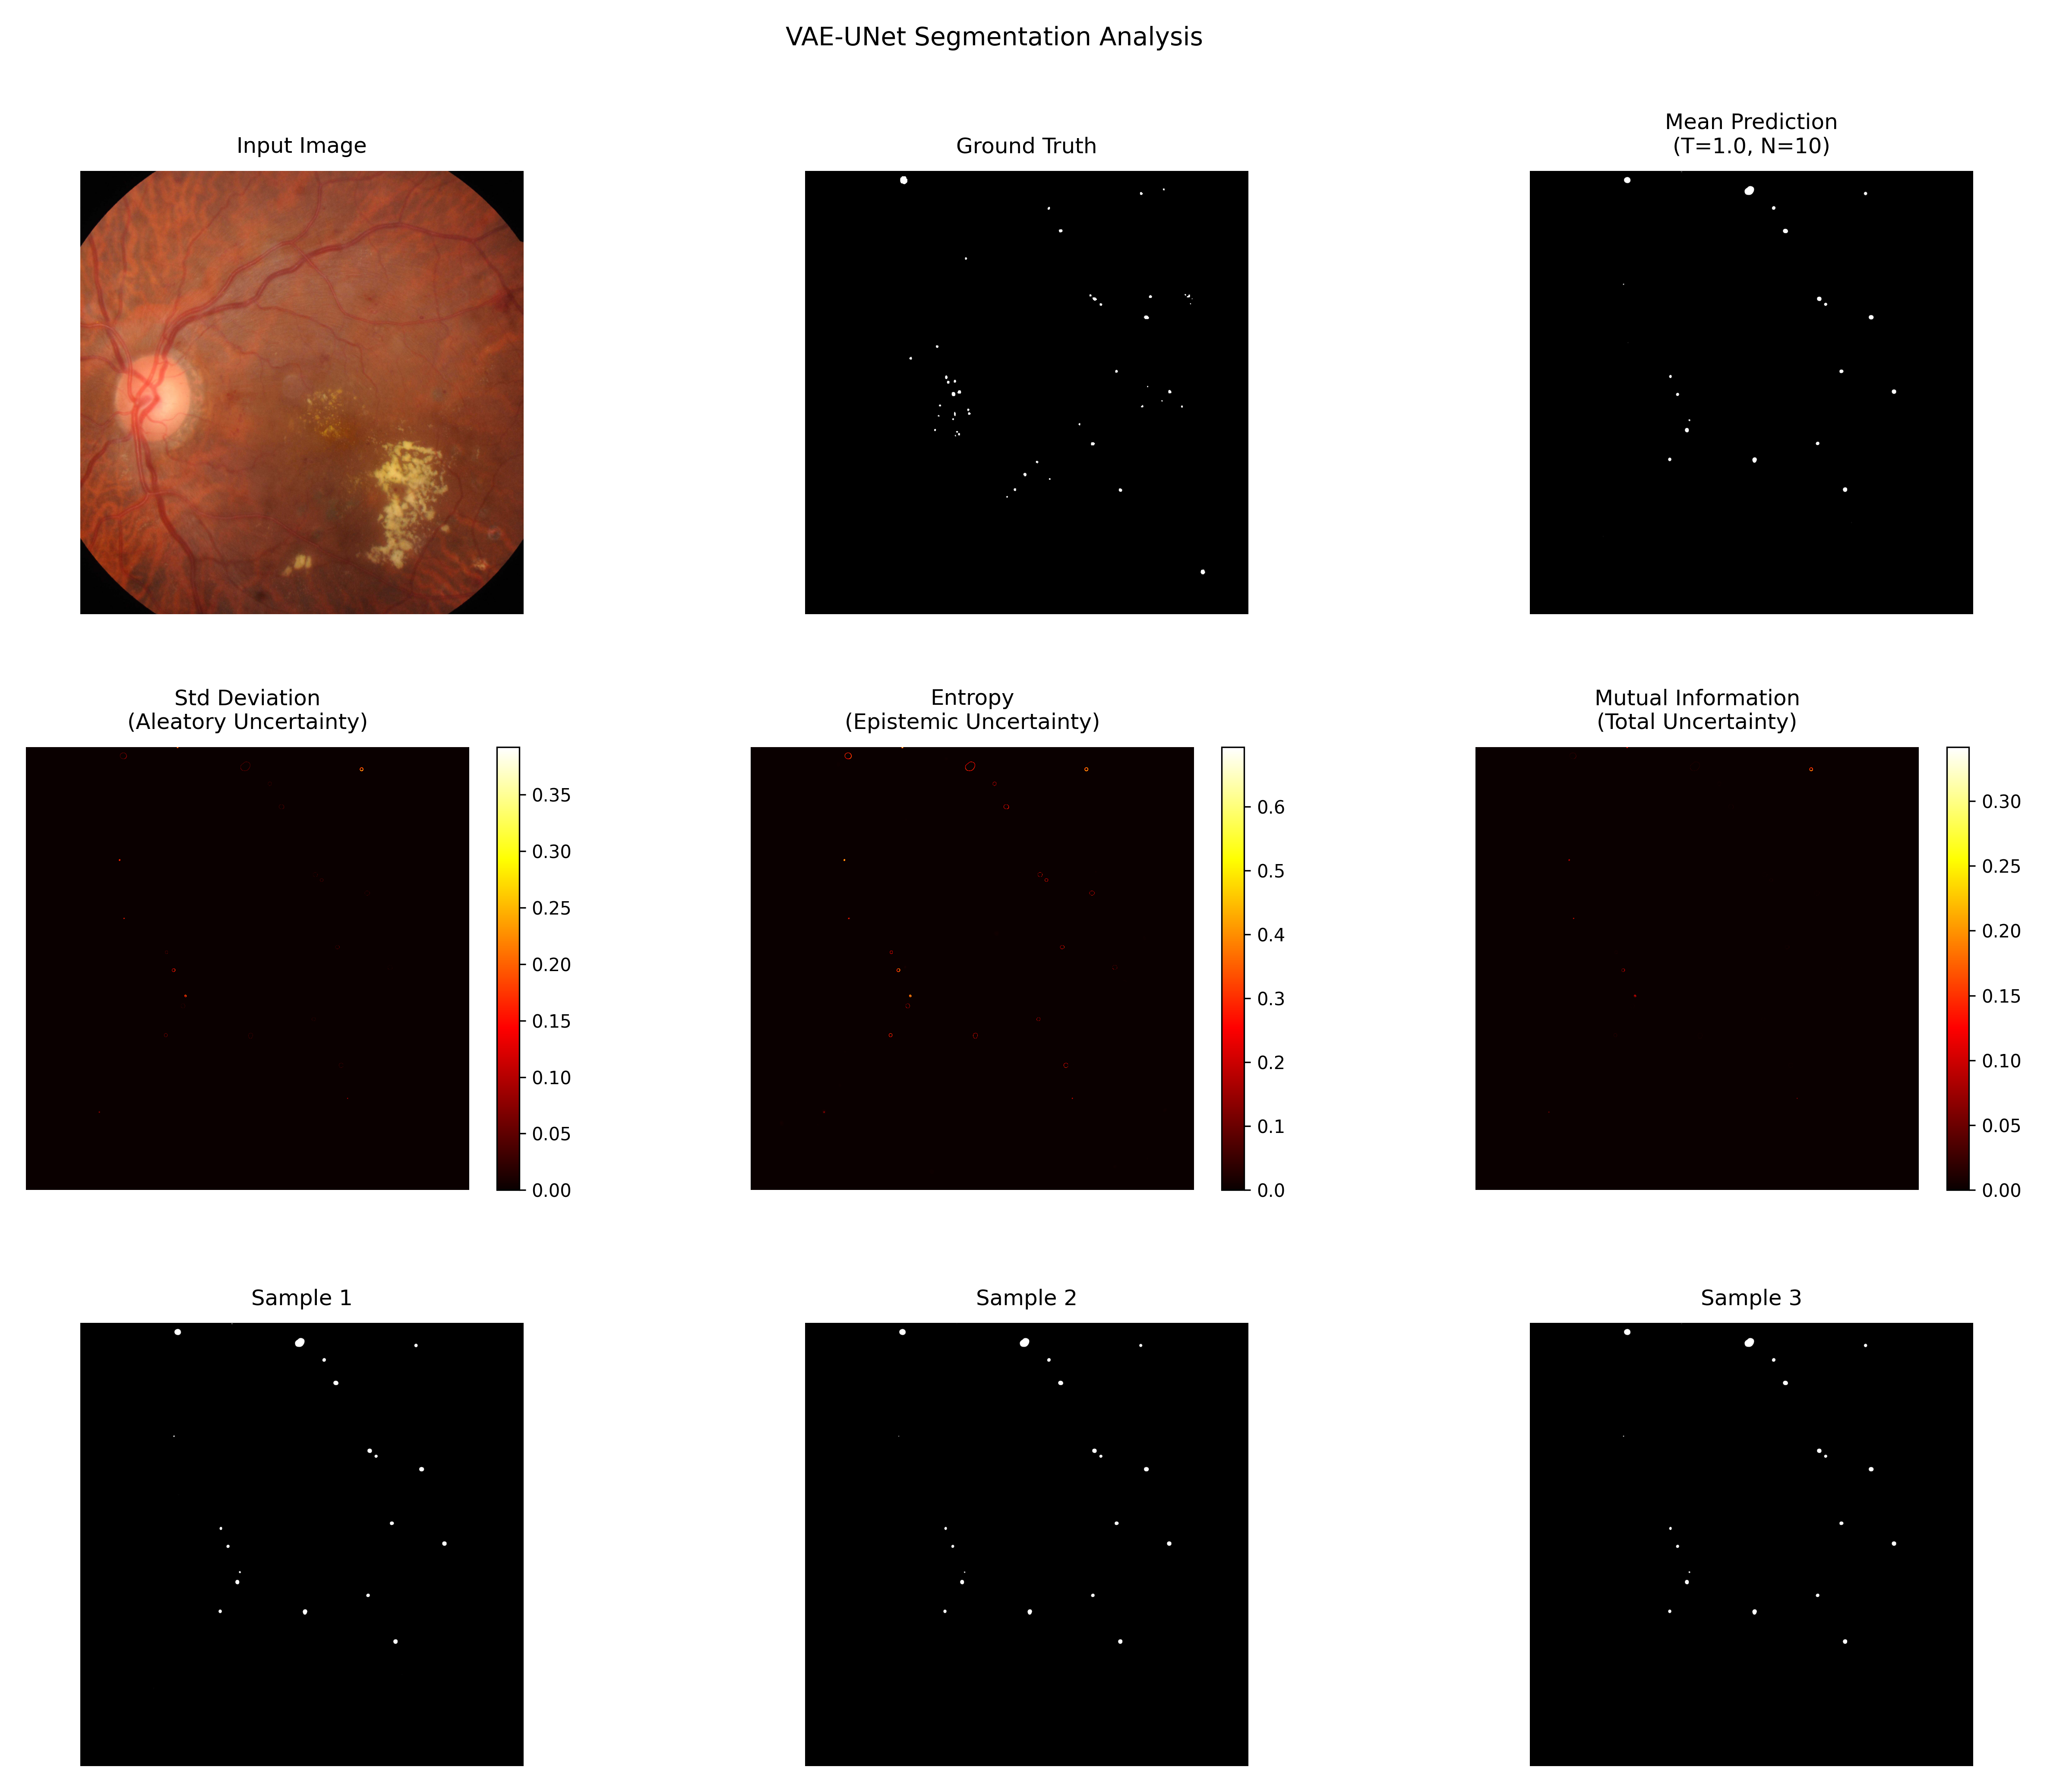 VAE-UNet Segmentation Analysis
Input Image
Ground Truth
Mean Prediction
(T=1.0, N=10)
Std Deviation
(Aleatory Uncertainty)
0.35
0.30
0.25
0.20
0.15
0.10
0.05
0.00
Entropy
(Epistemic Uncertainty)
0.6
0.5
0.4
0.3
0.2
0.1
0.0
Mutual Information
(Total Uncertainty)
0.30
0.25
0.20
0.15
0.10
0.05
0.00
Sample 1
Sample 2
Sample 3